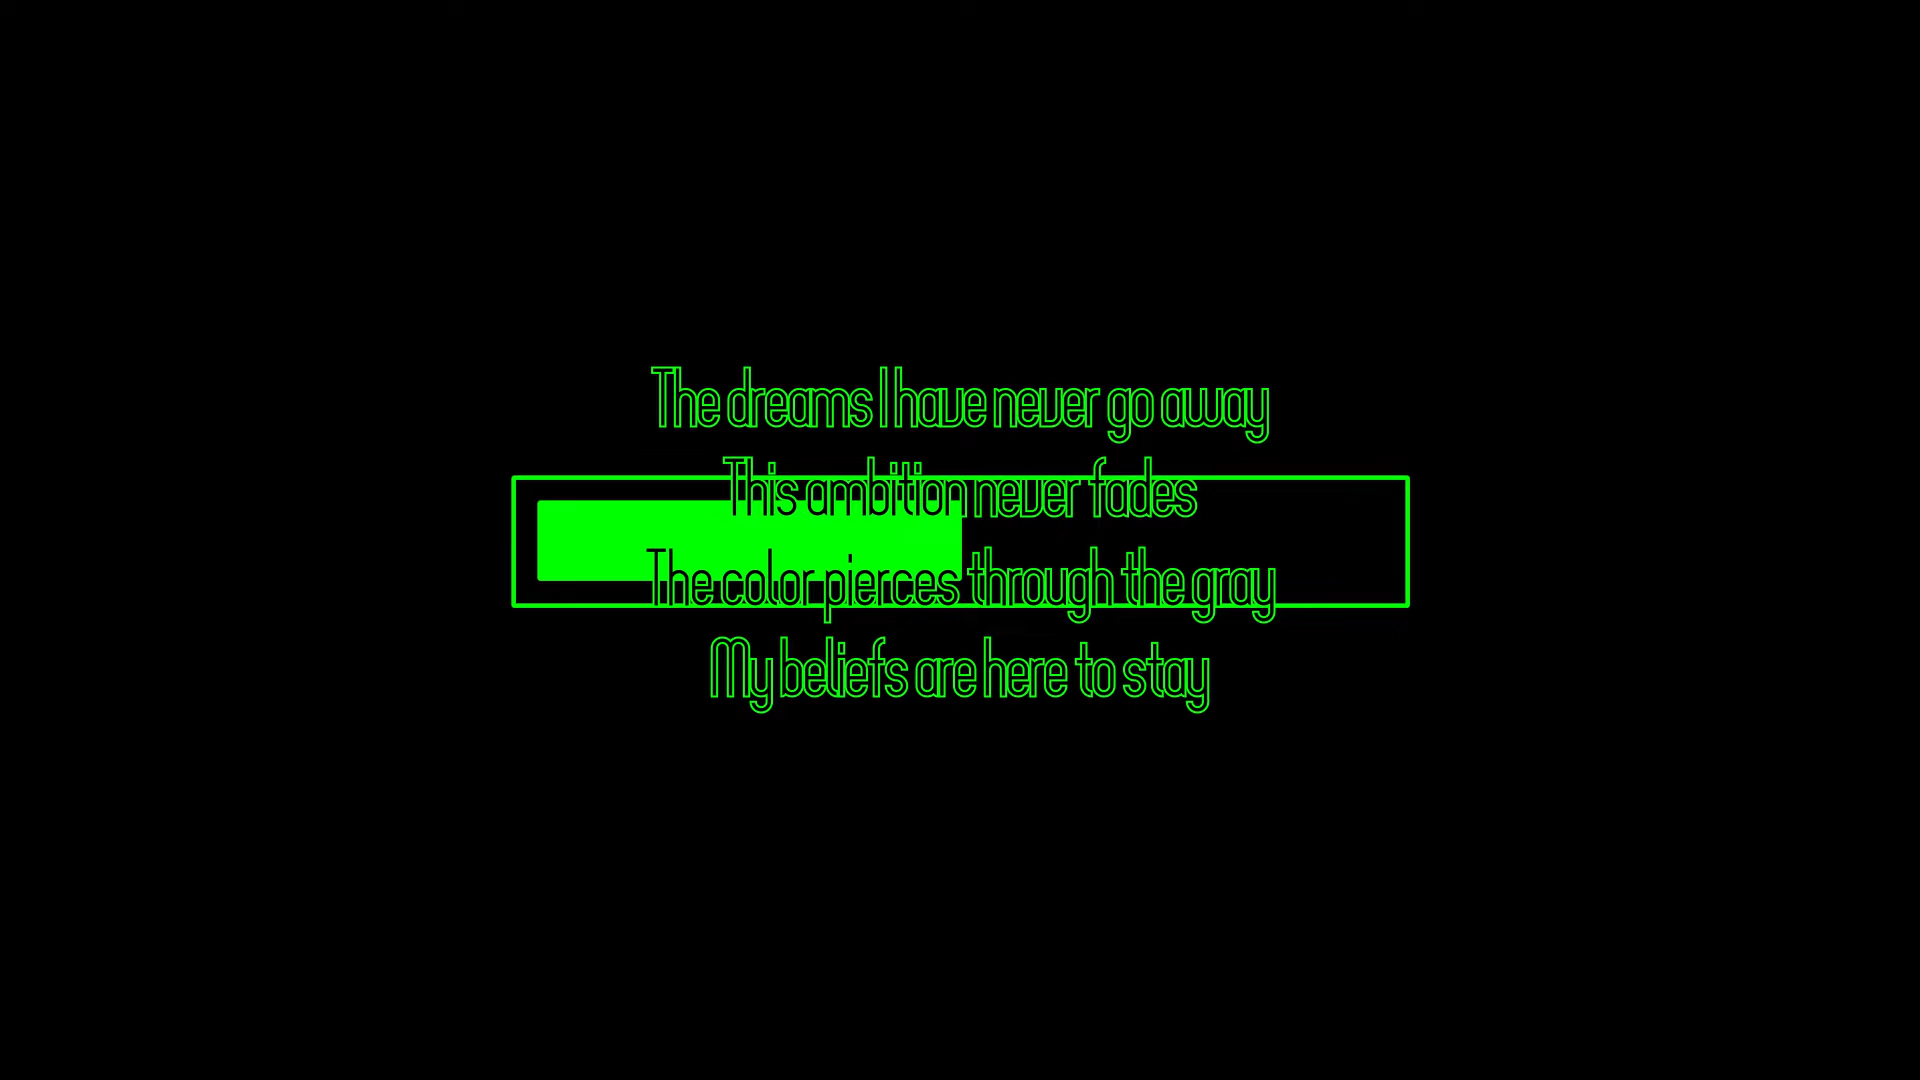 The dreams I have never go away
This ambition never fades
The color pierces through the gray
My beliefs are here to stay